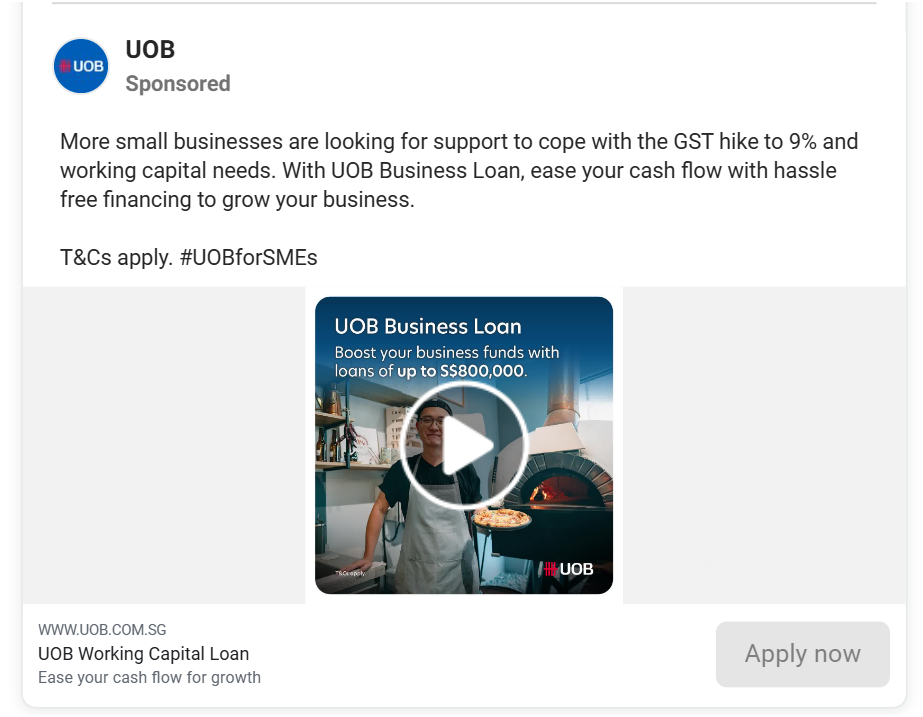 UOB
UOB
Sponsored
More small businesses are looking for support to cope with the GST hike to 9% and
working capital needs. With UOB Business Loan, ease your cash flow with hassle
free financing to grow your business.
T&Cs apply. #UOBforSMEs
UOB Business Loan
Boost your business funds with
loans of up to S$800,000.
T&Cs apply.
UOB
WWW.UOB.COM.SG
UOB Working Capital Loan
Ease your cash flow for growth
Apply now